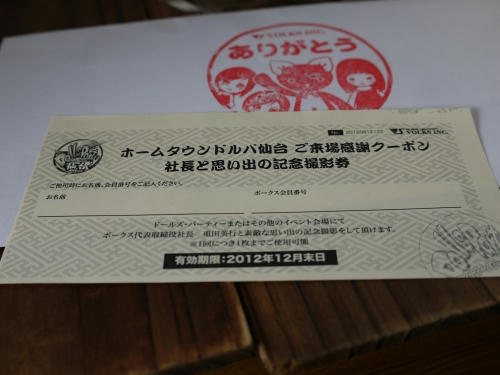 VOLKS INC.
ありがとう
No.
VOLKS INC.
ホームタウンドルパ仙台 ご来場感謝クーポン
社長と思い出の記念撮影券
ご使用時にお名前、会員番号をご記入ください。
お名前 ボークス会員番号
ドールズ・パーティーまたはその他のイベント会場にて
ボークス代表取締役社長 重田英行と素敵な思い出の記念撮影をして頂けます。
※1回につき1枚までご使用可能
有効期限：2012年12月末日